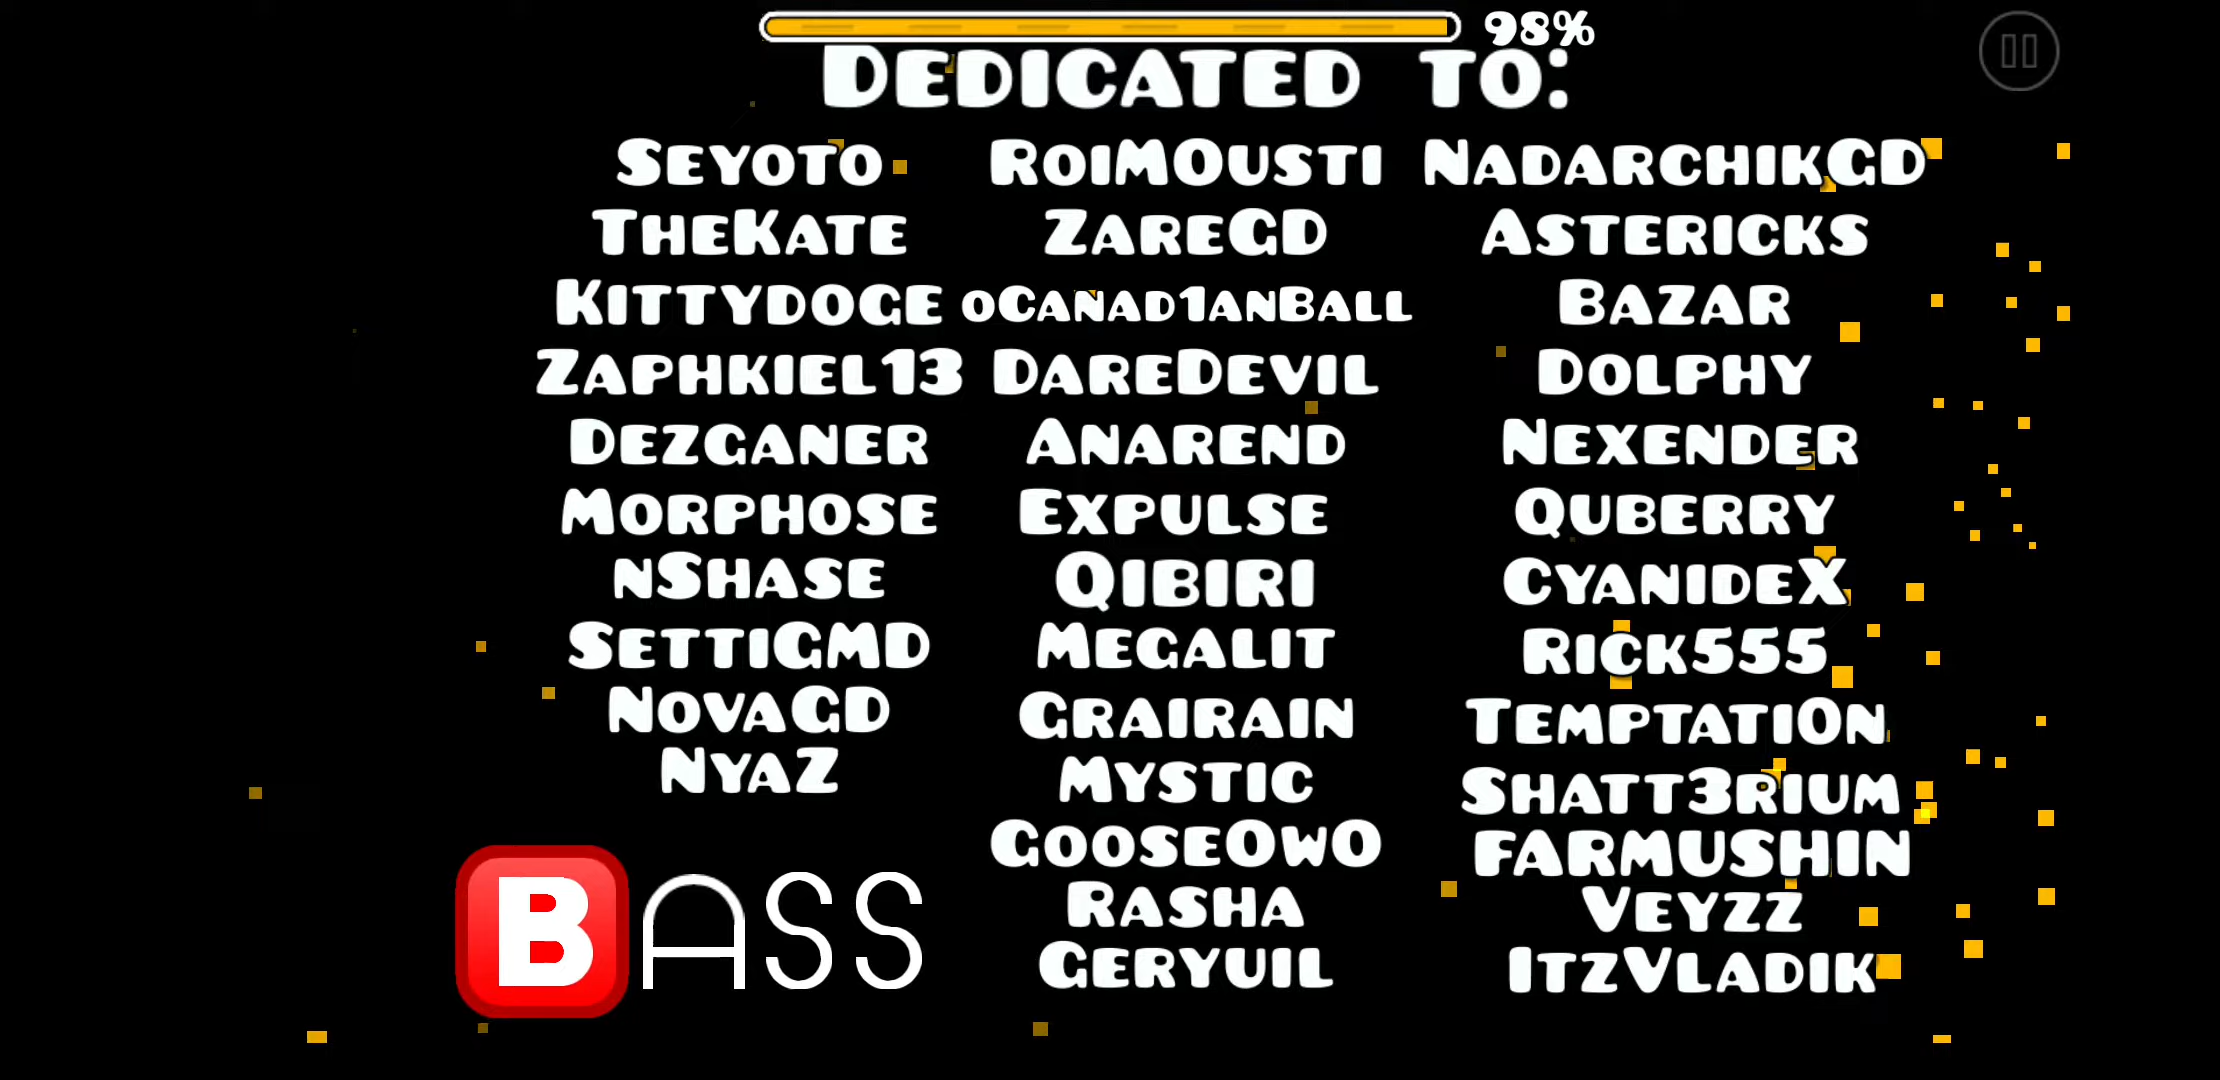 98%
Dedicated to:
Seyoto
TheKate
Kittydoge
Zaphkiel13
Dezganer
Morphose
nShase
SettiGMD
NovaGD
NyaZ
BASS
RoiM0usti
ZareGD
oCanad1anBall
DareDevil
Anarend
Expulse
Qibiri
Megalit
Grairain
Mystic
GooseOwO
Rasha
Geryuil
NadarchikGD
Astericks
Bazar
Dolphy
Nexender
Quberry
CyanideX
Rick555
Temptati0n
Shatt3rium
FARMUSHIN
Veyzz
ItzVladik